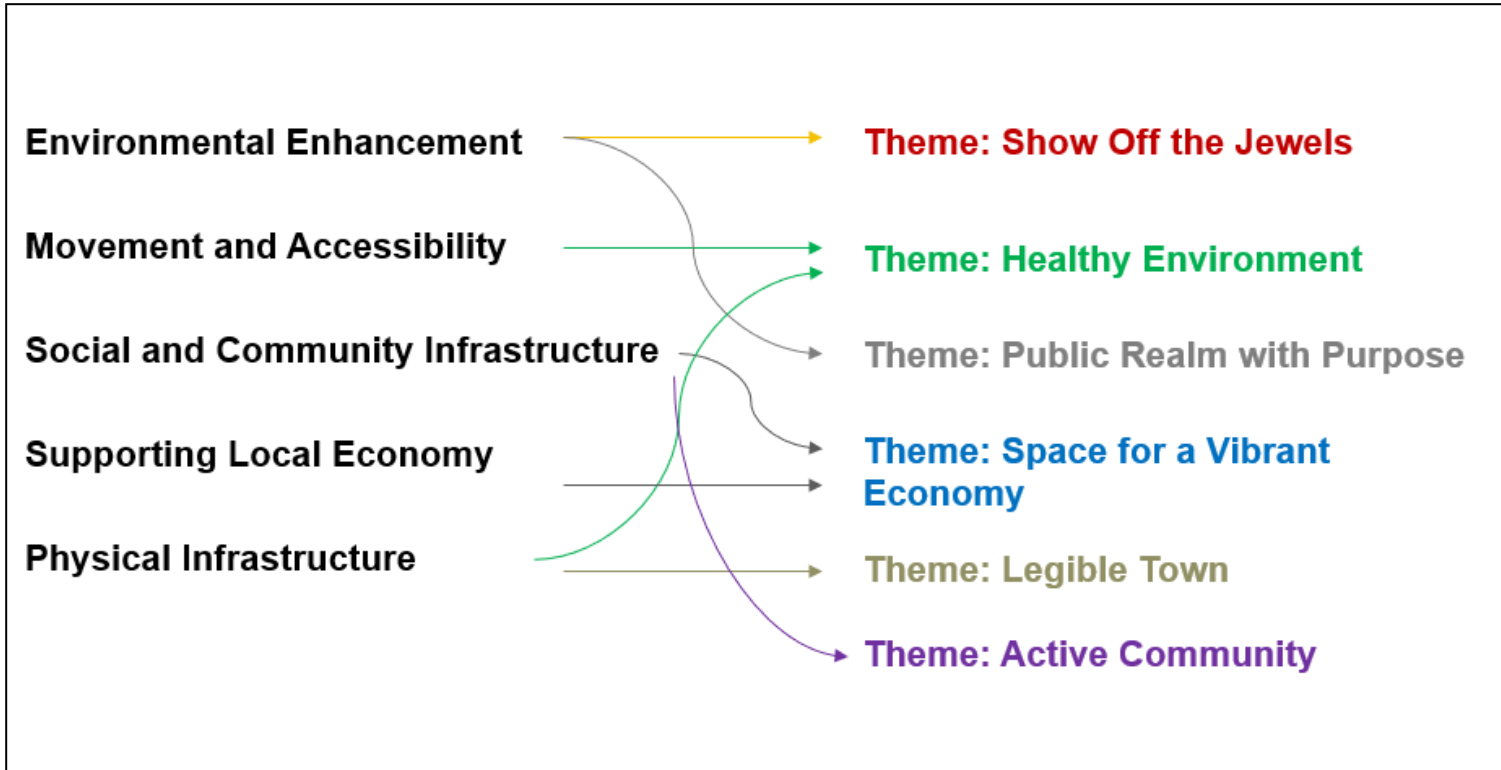 Environmental Enhancement
Theme: Show Off the Jewels
Movement and Accessibility
Theme: Healthy Environment
Social and Community Infrastructure
Theme: Public Realm with Purpose
Supporting Local Economy
Theme: Space for a Vibrant
Economy
Physical Infrastructure
Theme: Legible Town
Theme: Active Community